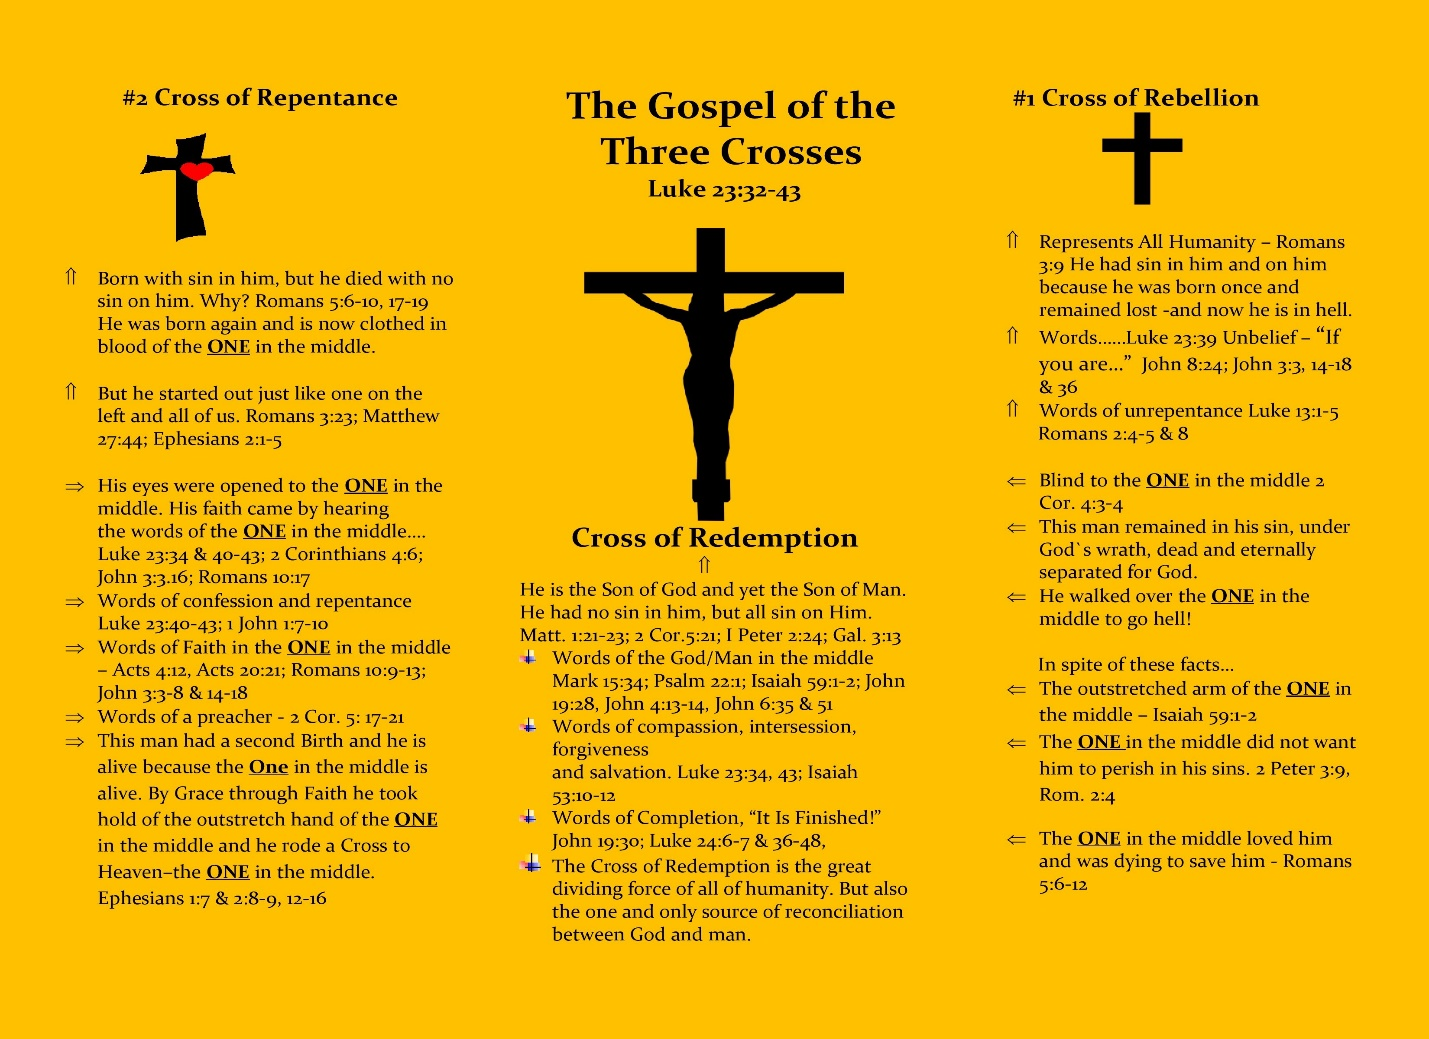 #2 Cross of Repentance
⇑ Born with sin in him, but he died with no
sin on him. Why? Romans 5:6-10, 17-19
He was born again and is now clothed in
blood of the ONE in the middle.
⇑ But he started out just like one on the
left and all of us. Romans 3:23; Matthew
27:44; Ephesians 2:1-5
⇒ His eyes were opened to the ONE in the
middle. His faith came by hearing
the words of the ONE in the middle....
Luke 23:34 & 40-43; 2 Corinthians 4:6;
John 3:3.16; Romans 10:17
⇒ Words of confession and repentance
Luke 23:40-43; 1 John 1:7-10
⇒ Words of Faith in the ONE in the middle
– Acts 4:12, Acts 20:21; Romans 10:9-13;
John 3:3-8 & 14-18
⇒ Words of a preacher - 2 Cor. 5: 17-21
⇒ This man had a second Birth and he is
alive because the One in the middle is
alive. By Grace through Faith he took
hold of the outstretch hand of the ONE
in the middle and he rode a Cross to
Heaven–the ONE in the middle.
Ephesians 1:7 & 2:8-9, 12-16
The Gospel of the
Three Crosses
Luke 23:32-43
Cross of Redemption
⇑
He is the Son of God and yet the Son of Man.
He had no sin in him, but all sin on Him.
Matt. 1:21-23; 2 Cor.5:21; I Peter 2:24; Gal. 3:13
Words of the God/Man in the middle
Mark 15:34; Psalm 22:1; Isaiah 59:1-2; John
19:28, John 4:13-14, John 6:35 & 51
Words of compassion, intersession,
forgiveness
and salvation. Luke 23:34, 43; Isaiah
53:10-12
Words of Completion, “It Is Finished!”
John 19:30; Luke 24:6-7 & 36-48,
The Cross of Redemption is the great
dividing force of all of humanity. But also
the one and only source of reconciliation
between God and man.
#1 Cross of Rebellion
⇑ Represents All Humanity – Romans
3:9 He had sin in him and on him
because he was born once and
remained lost -and now he is in hell.
⇑ Words......Luke 23:39 Unbelief – “If
you are...” John 8:24; John 3:3, 14-18
& 36
⇑ Words of unrepentance Luke 13:1-5
Romans 2:4-5 & 8
⇐ Blind to the ONE in the middle 2
Cor. 4:3-4
⇐ This man remained in his sin, under
God`s wrath, dead and eternally
separated for God.
⇐ He walked over the ONE in the
middle to go hell!
In spite of these facts...
⇐ The outstretched arm of the ONE in
the middle – Isaiah 59:1-2
⇐ The ONE in the middle did not want
him to perish in his sins. 2 Peter 3:9,
Rom. 2:4
⇐ The ONE in the middle loved him
and was dying to save him - Romans
5:6-12